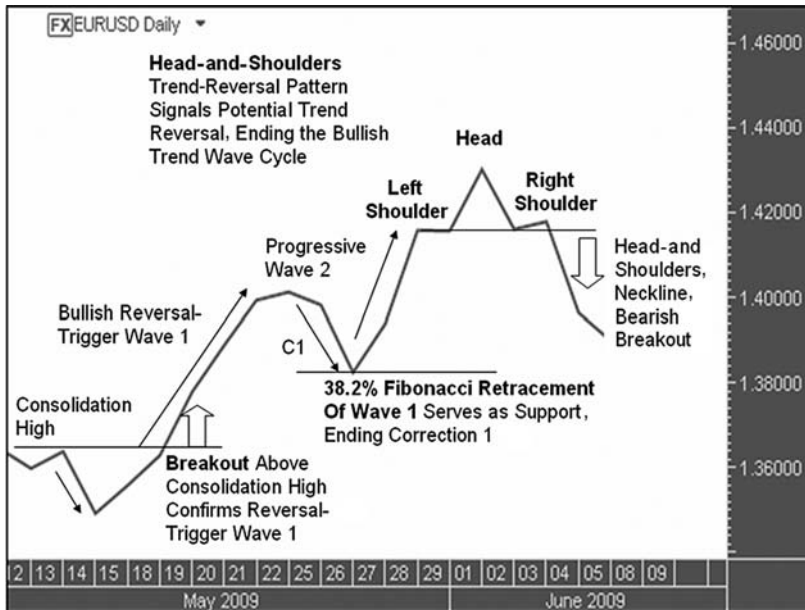 FX EURUSD Daily
Head-and-Shoulders
Trend-Reversal Pattern
Signals Potential Trend
Reversal, Ending the Bullish
Trend Wave Cycle
Head
Left
Shoulder
Right
Shoulder
Progressive
Wave 2
Bullish Reversal-
Trigger Wave 1
Head-and
Shoulders,
Neckline,
Bearish
Breakout
C1
38.2% Fibonacci Retracement
Of Wave 1 Serves as Support,
Ending Correction 1
Consolidation
High
Breakout Above
Consolidation High
Confirms Reversal-
Trigger Wave 1
1.46000
1.44000
1.42000
1.40000
1.38000
1.36000
12 13 14 15 18 19 20 21 22 25 26 27 28 29 01 02 03 04 05 08 09
May 2009 June 2009